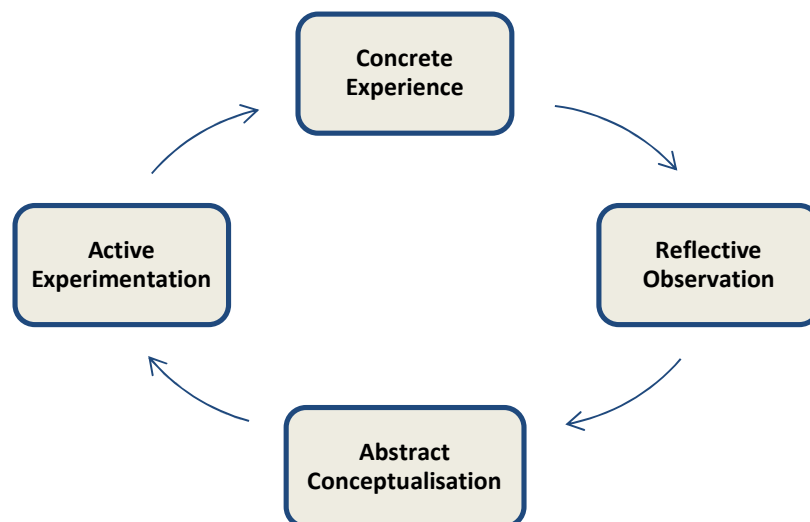 Concrete
Experience
Reflective
Observation
Abstract
Conceptualisation
Active
Experimentation